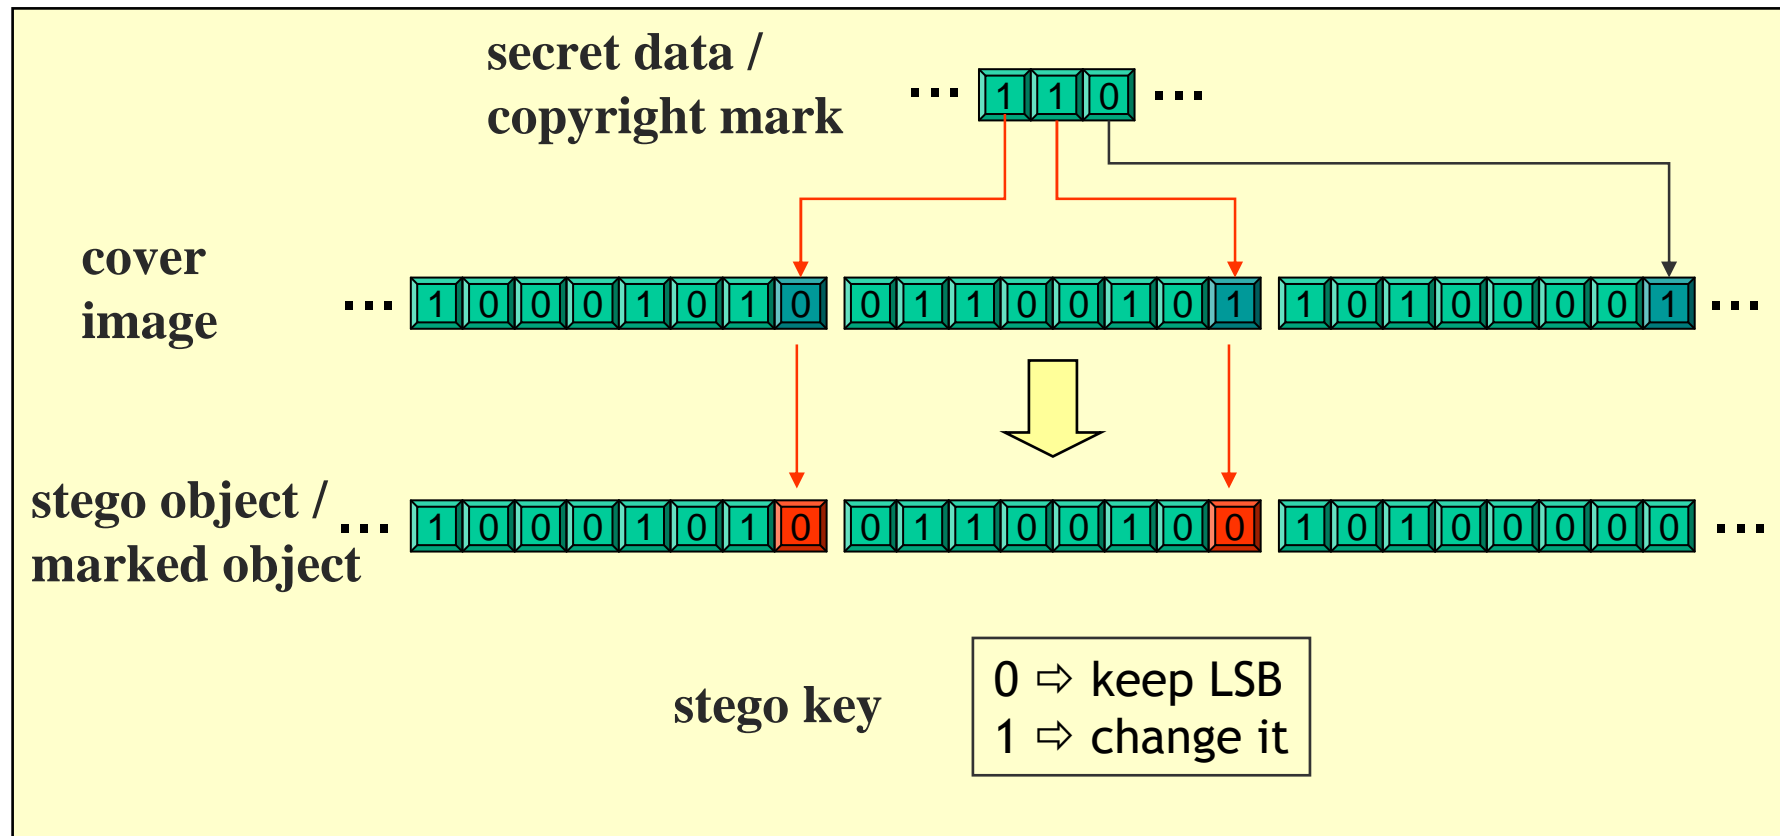 secret data /
copyright mark
... 1 1 0 ...
cover
image
... 1 0 0 0 1 0 1 0 0 1 1 0 0 1 0 1 1 0 1 0 0 0 0 1 ...
stego object /
marked object
... 1 0 0 0 1 0 1 0 0 1 1 0 0 1 0 0 1 0 1 0 0 0 0 0 ...
stego key
0 ⇨ keep LSB
1 ⇨ change it